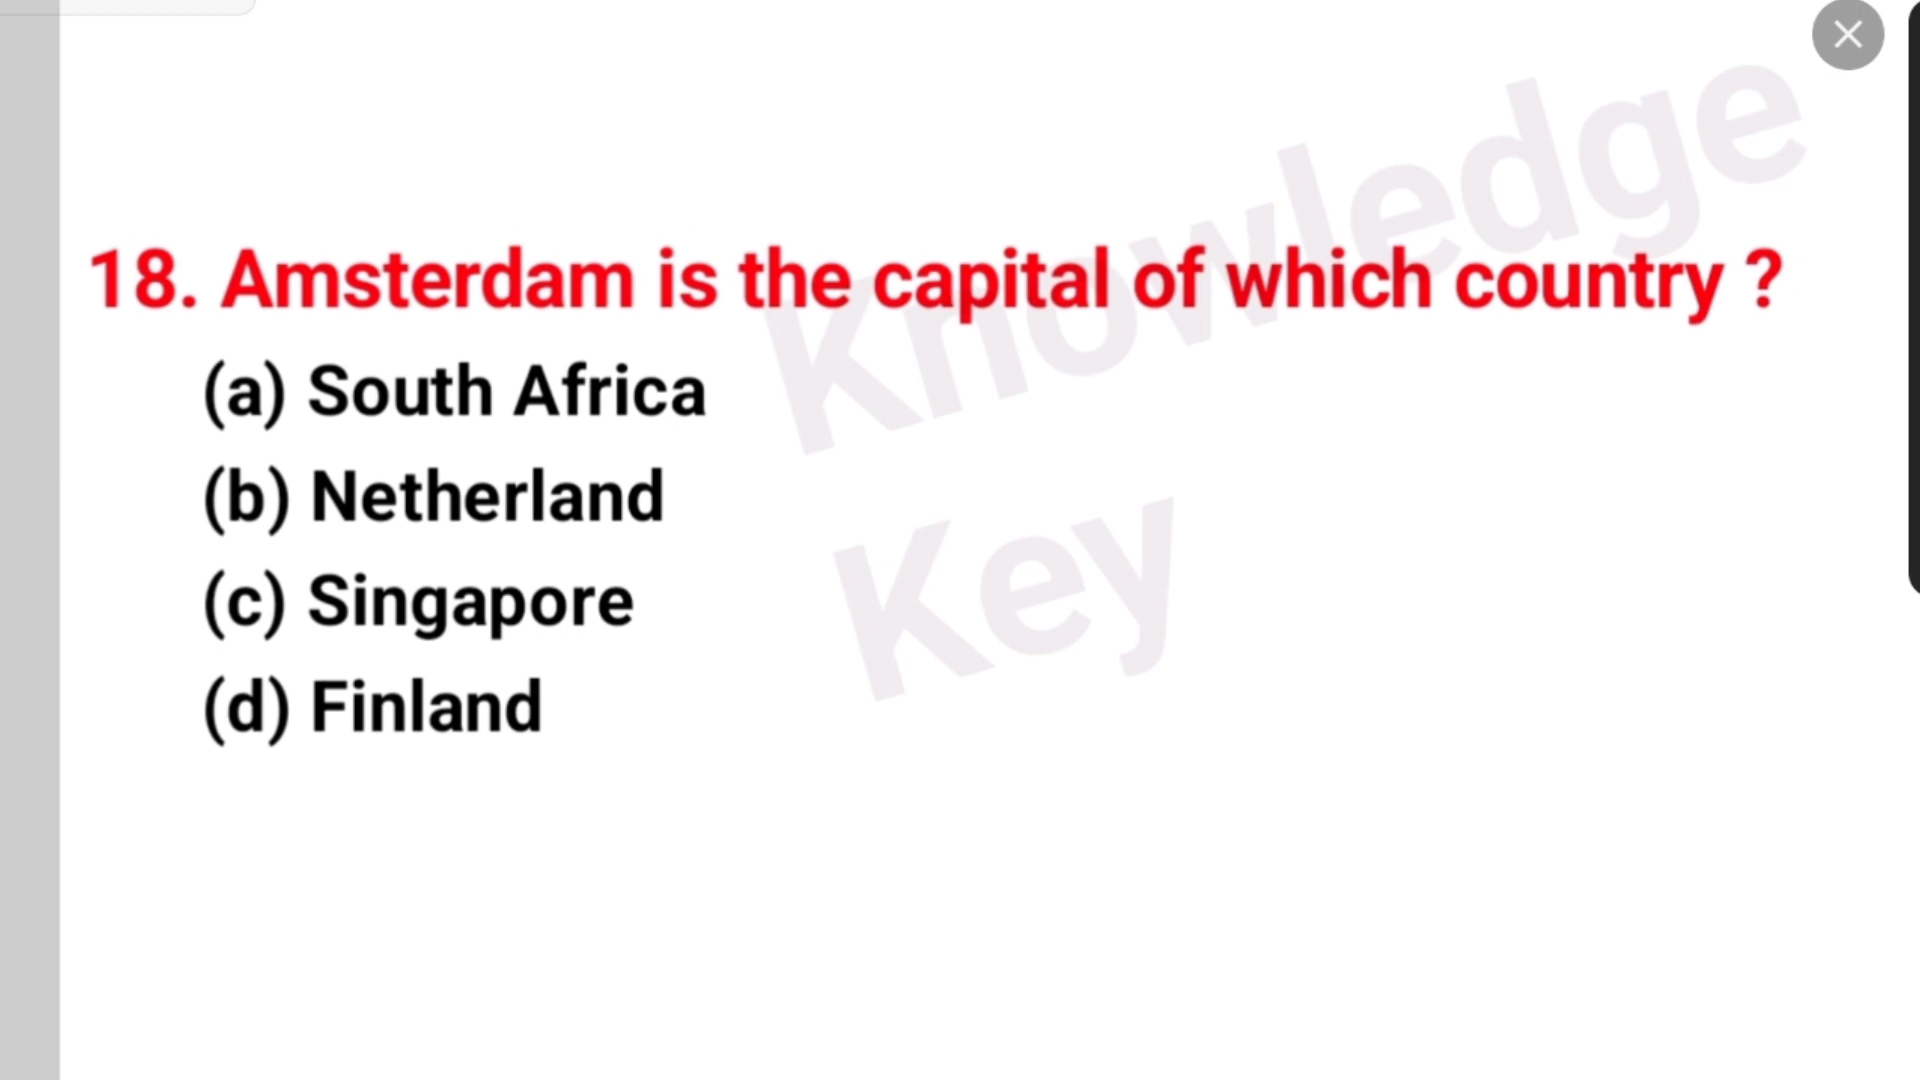 18. Amsterdam is the capital of which country ?
(a) South Africa
(b) Netherland
(c) Singapore
(d) Finland
Knowledge
Key